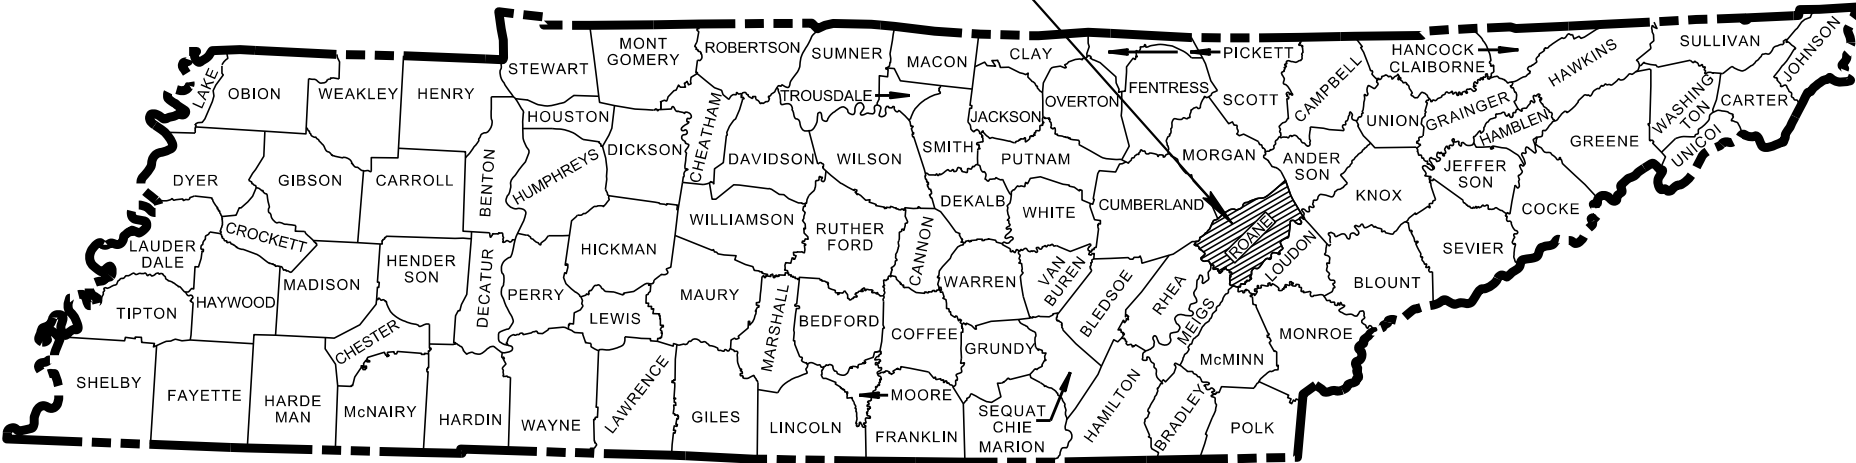 LAKE
OBION
WEAKLEY
HENRY
STEWART
MONT
GOMERY
ROBERTSON
SUMNER
MACON
CLAY
PICKETT
HANCOCK
CLAIBORNE
HAWKINS
SULLIVAN
JOHNSON
TROUSDALE
HOUSTON
CHEATHAM
JACKSON
OVERTON
FENTRESS
SCOTT
CAMPBELL
UNION
GRAINGER
HAMBLEN
WASHING
TON
CARTER
UNICOI
GREENE
DYER
GIBSON
CARROLL
BENTON
HUMPHREYS
DICKSON
DAVIDSON
WILSON
SMITH
PUTNAM
MORGAN
ANDER
SON
KNOX
JEFFER
SON
COCKE
LAUDER
DALE
CROCKETT
MADISON
HENDER
SON
DECATUR
PERRY
HICKMAN
WILLIAMSON
RUTHER
FORD
CANNON
DEKALB
WHITE
CUMBERLAND
ROANE
LOUDON
BLOUNT
SEVIER
TIPTON
HAYWOOD
CHESTER
LEWIS
MAURY
MARSHALL
BEDFORD
COFFEE
WARREN
VAN
BUREN
BLEDSOE
RHEA
MEIGS
McMINN
MONROE
SHELBY
FAYETTE
HARDE
MAN
McNAIRY
HARDIN
WAYNE
LAWRENCE
GILES
LINCOLN
MOORE
FRANKLIN
GRUNDY
SEQUAT
CHIE
MARION
HAMILTON
BRADLEY
POLK